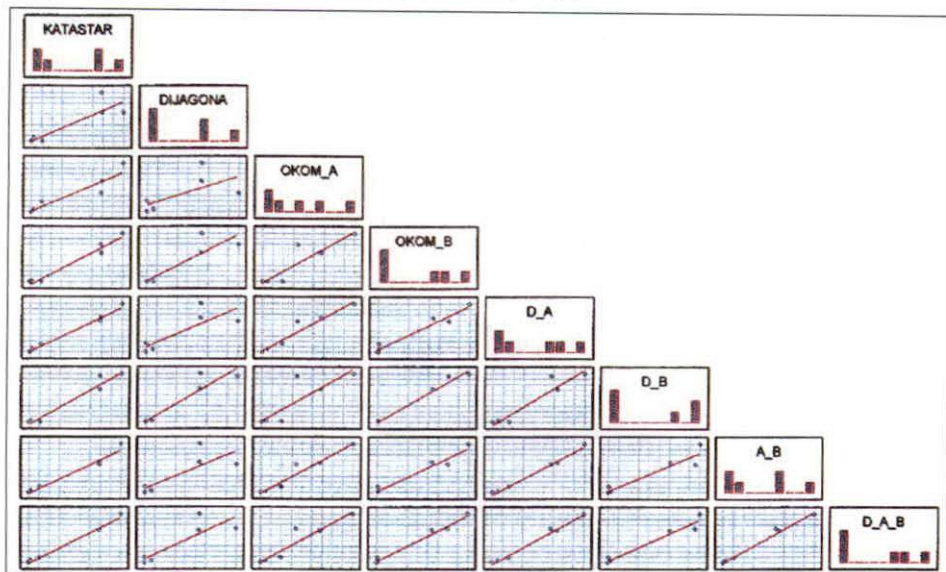 KATASTAR
DIJAGONA
OKOM_A
OKOM_B
D_A
D_B
A_B
D_A_B